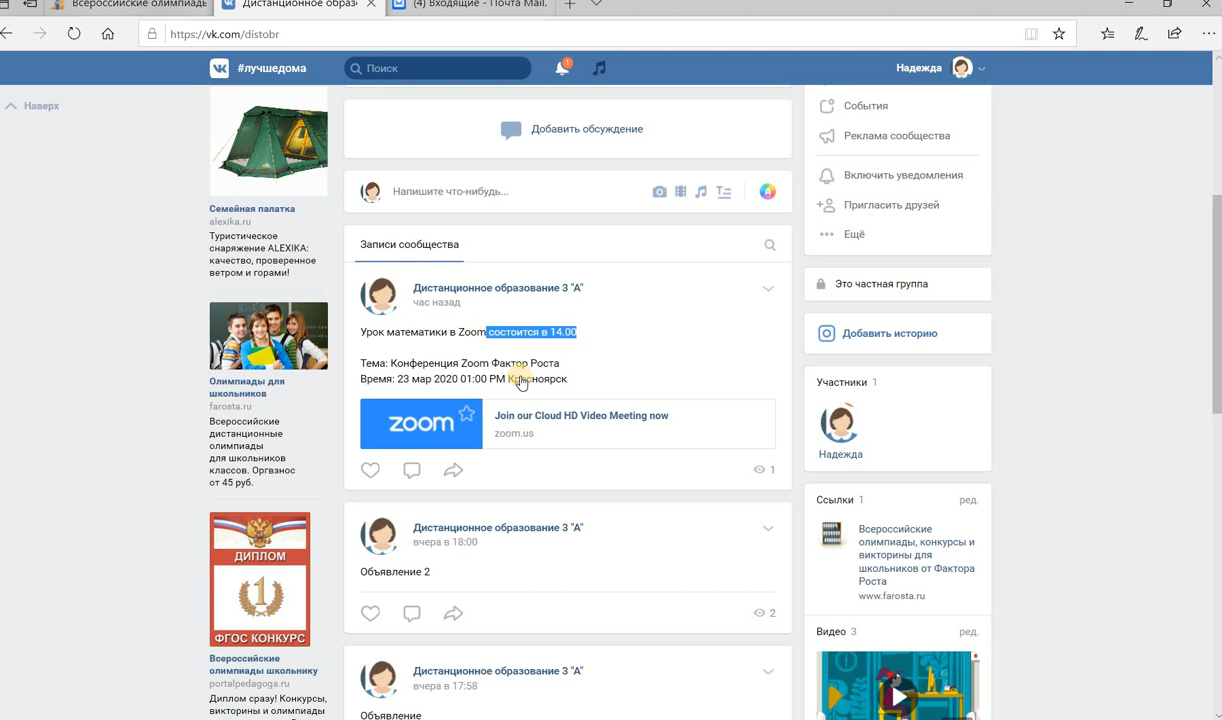 Всероссийские олимпиады
Дистанционное образо
(4) Входящие - Почта Mail.
https://vk.com/distobr
#лучшедома
Поиск
1
Надежда
Наверх
Семейная палатка
alexika.ru
Туристическое
снаряжение ALEXIKA:
качество, проверенное
ветром и горами!
Олимпиады для
школьников
farosta.ru
Всероссийские
дистанционные
олимпиады
для школьников
классов. Оргвзнос
от 45 руб.
ДИПЛОМ
1
ФГОС КОНКУРС
Всероссийские
олимпиады школьнику
portalpedagoga.ru
Диплом сразу! Конкурсы,
викторины и олимпиады
Добавить обсуждение
Напишите что-нибудь...
Записи сообщества
Дистанционное образование 3 "А"
час назад
Урок математики в Zoom состоится в 14.00
Тема: Конференция Zoom Фактор Роста
Время: 23 мар 2020 01:00 PM Красноярск
zoom
Join our Cloud HD Video Meeting now
zoom.us
1
Дистанционное образование 3 "А"
вчера в 18:00
Объявление 2
2
Дистанционное образование 3 "А"
вчера в 17:58
Объявление
События
Реклама сообщества
Включить уведомления
Пригласить друзей
Ещё
Это частная группа
Добавить историю
Участники 1
Надежда
Ссылки 1 ред.
Всероссийские
олимпиады, конкурсы и
викторины для
школьников от Фактора
Роста
www.farosta.ru
Видео 3 ред.